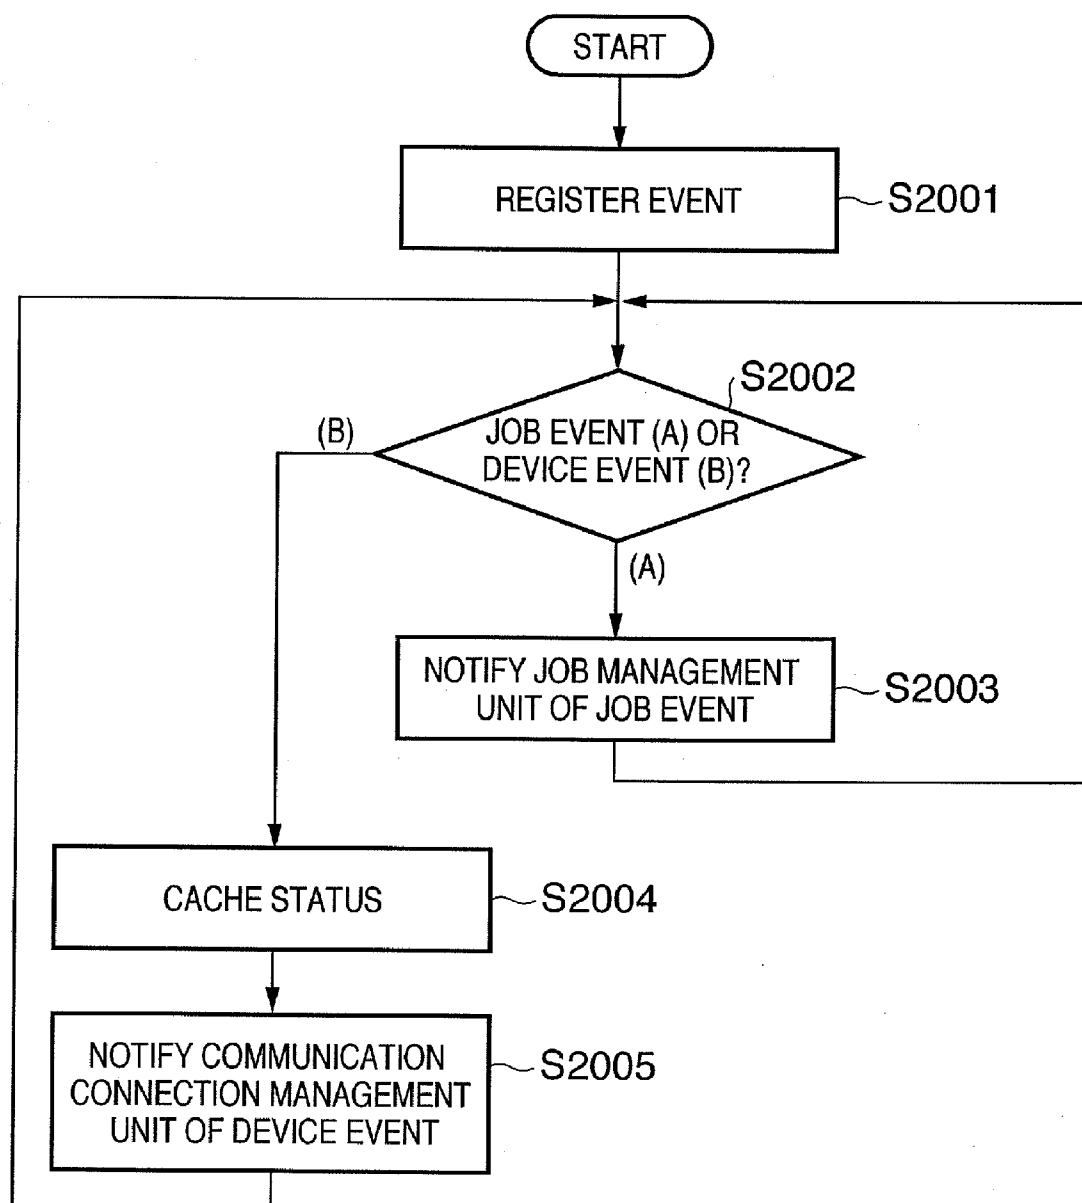 START
REGISTER EVENT
S2001
S2002
JOB EVENT (A) OR
DEVICE EVENT (B)?
(B)
(A)
NOTIFY JOB MANAGEMENT
UNIT OF JOB EVENT
S2003
CACHE STATUS
S2004
NOTIFY COMMUNICATION
CONNECTION MANAGEMENT
UNIT OF DEVICE EVENT
S2005